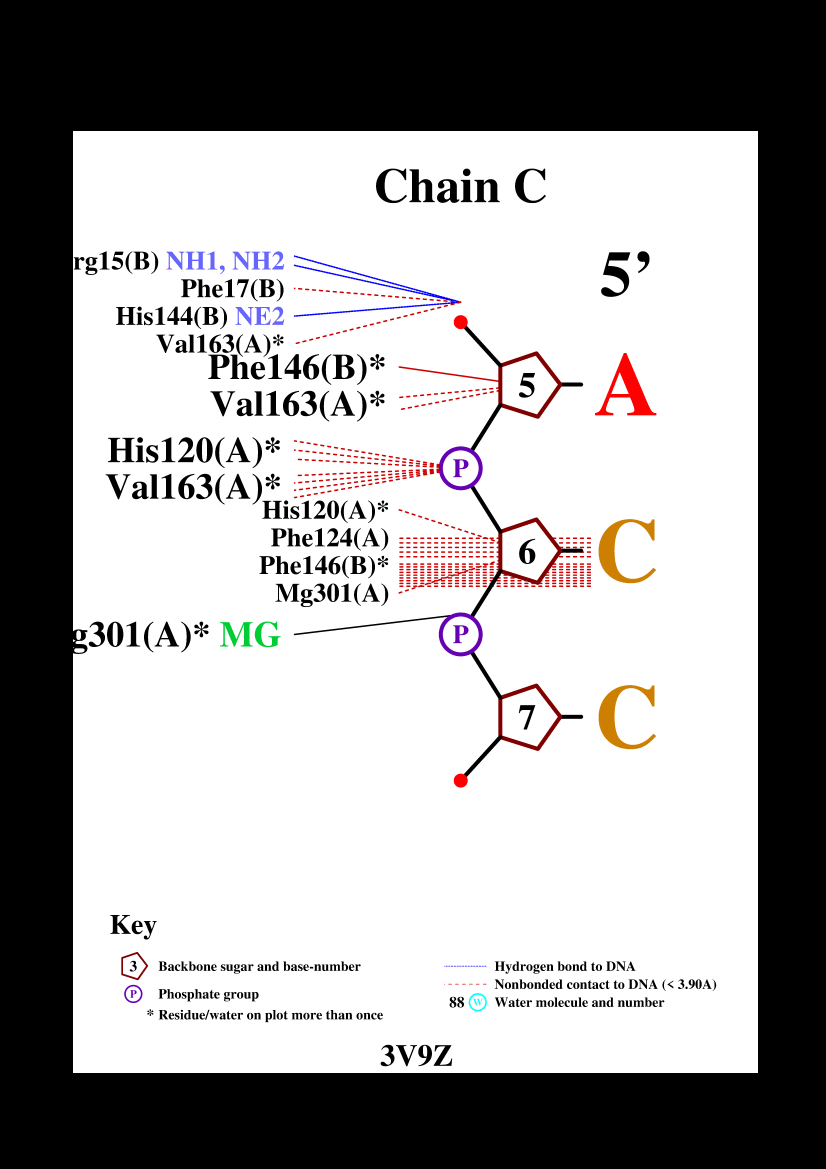 Chain C
5’
rg15(B) NH1, NH2
Phe17(B)
His144(B) NE2
Val163(A)*
Phe146(B)*
5
A
Val163(A)*
His120(A)*
P
Val163(A)*
His120(A)*
Phe124(A)
6
C
Phe146(B)*
Mg301(A)
g301(A)* MG
P
7
C
Key
3 Backbone sugar and base-number
P Phosphate group
* Residue/water on plot more than once
Hydrogen bond to DNA
Nonbonded contact to DNA (< 3.90A)
88 W Water molecule and number
3V9Z